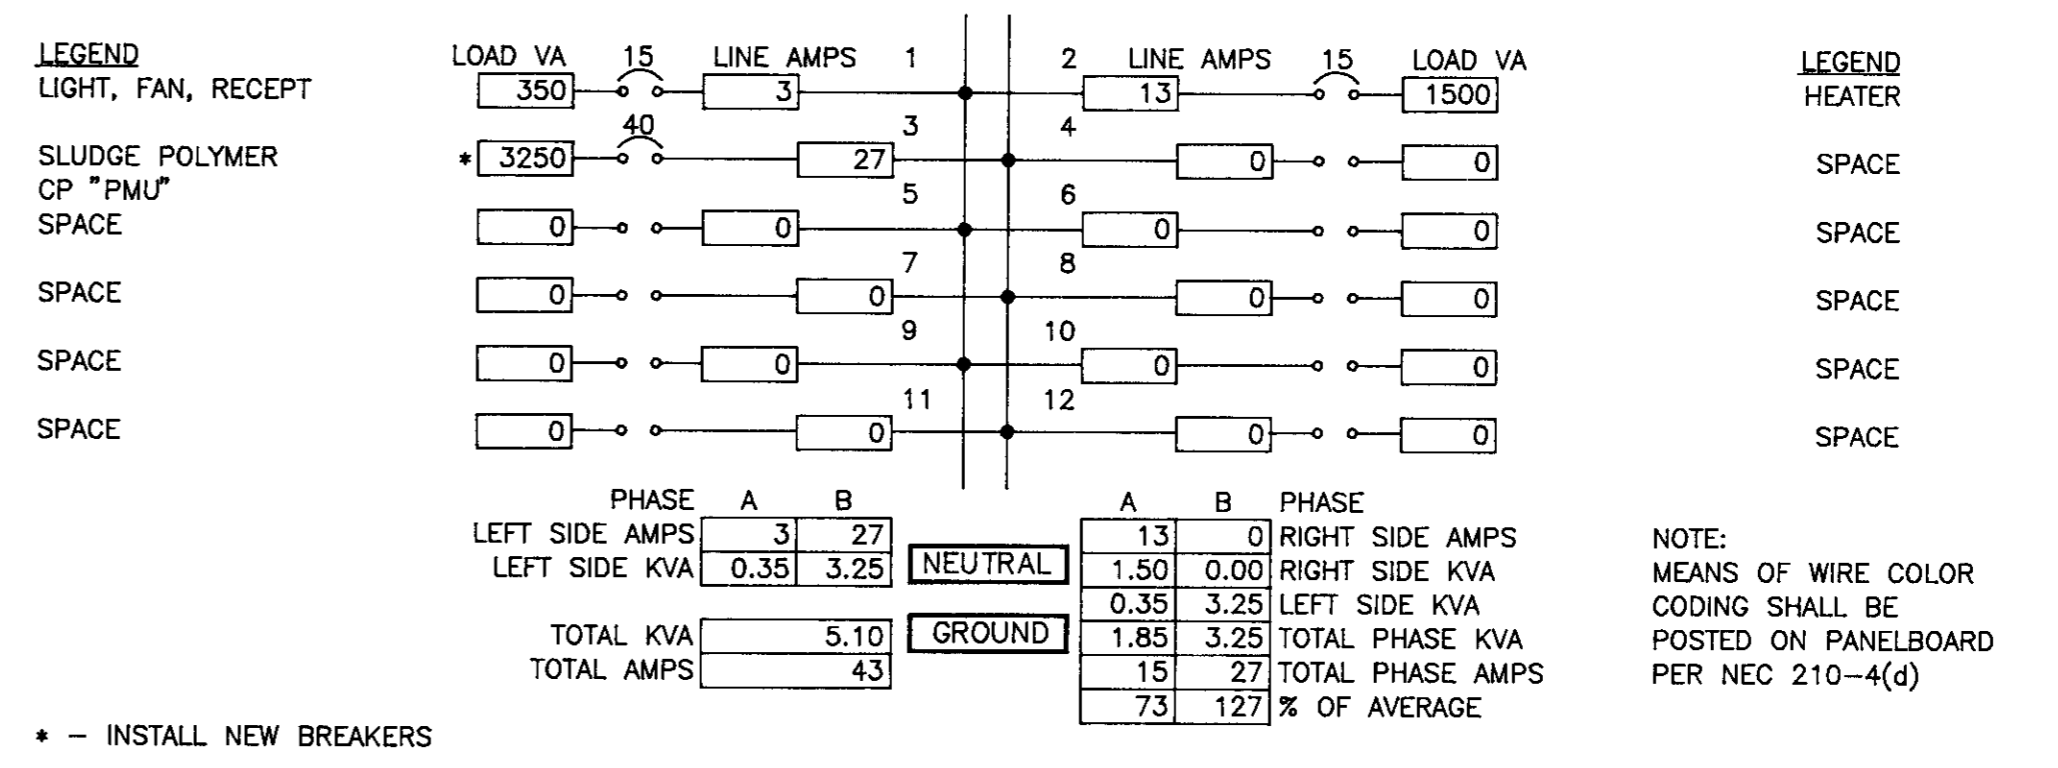 LEGEND LOAD VA 15 LINE AMPS 1 2 LINE AMPS 15 LOAD VA LEGEND
LIGHT, FAN, RECEPT 350 3 13 1500 HEATER
40 3 4
SLUDGE POLYMER * 3250 27 0 0 SPACE
CP "PMU" 5 6
SPACE 0 0 0 0 SPACE
7 8
SPACE 0 0 0 0 SPACE
9 10
SPACE 0 0 0 0 SPACE
11 12
SPACE 0 0 0 0 SPACE
PHASE A B A B PHASE
LEFT SIDE AMPS 3 27 13 0 RIGHT SIDE AMPS NOTE:
LEFT SIDE KVA 0.35 3.25 NEUTRAL 1.50 0.00 RIGHT SIDE KVA MEANS OF WIRE COLOR
0.35 3.25 LEFT SIDE KVA CODING SHALL BE
TOTAL KVA 5.10 GROUND 1.85 3.25 TOTAL PHASE KVA POSTED ON PANELBOARD
TOTAL AMPS 43 15 27 TOTAL PHASE AMPS PER NEC 210-4(d)
73 127 % OF AVERAGE
* - INSTALL NEW BREAKERS